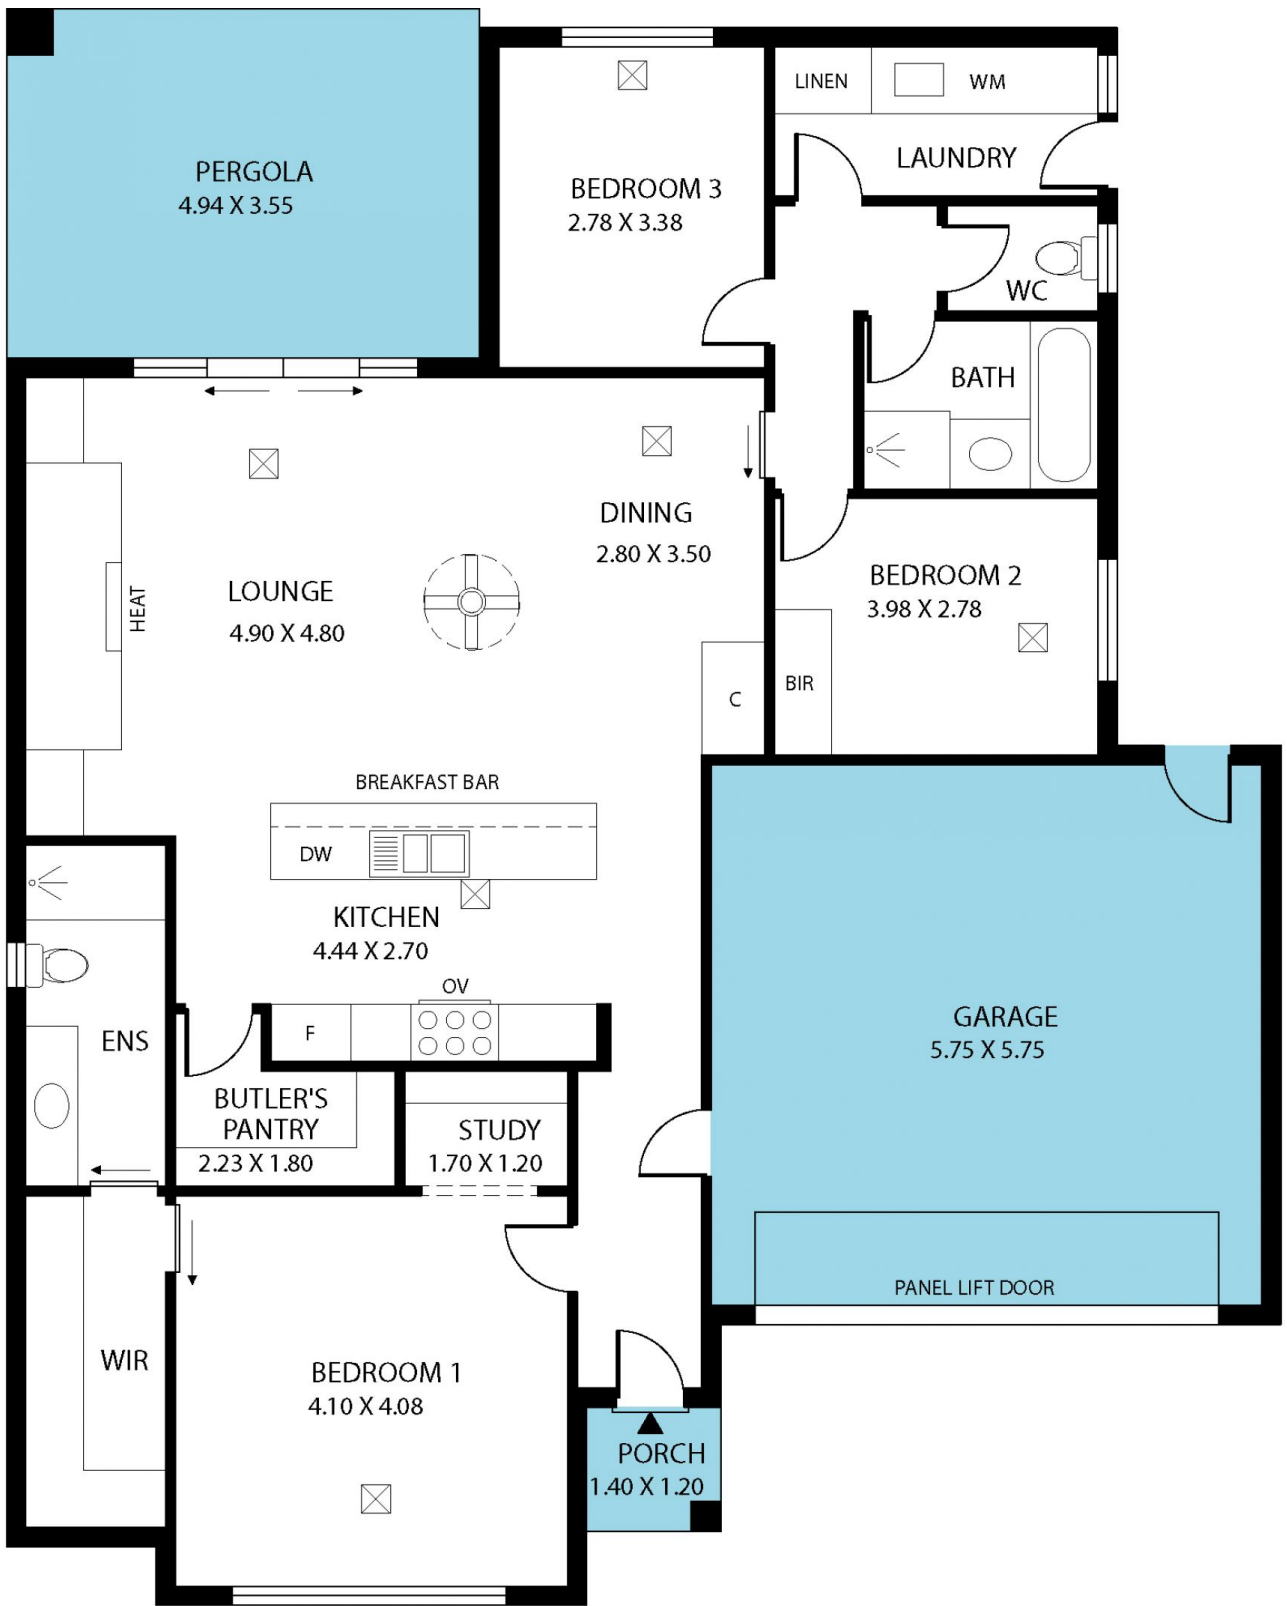 PERGOLA
4.94 X 3.55
BEDROOM 3
2.78 X 3.38
LINEN
WM
LAUNDRY
WC
BATH
DINING
2.80 X 3.50
LOUNGE
4.90 X 4.80
HEAT
BEDROOM 2
3.98 X 2.78
C
BIR
BREAKFAST BAR
DW
KITCHEN
4.44 X 2.70
OV
F
ENS
GARAGE
5.75 X 5.75
BUTLER'S
PANTRY
2.23 X 1.80
STUDY
1.70 X 1.20
PANEL LIFT DOOR
WIR
BEDROOM 1
4.10 X 4.08
PORCH
1.40 X 1.20